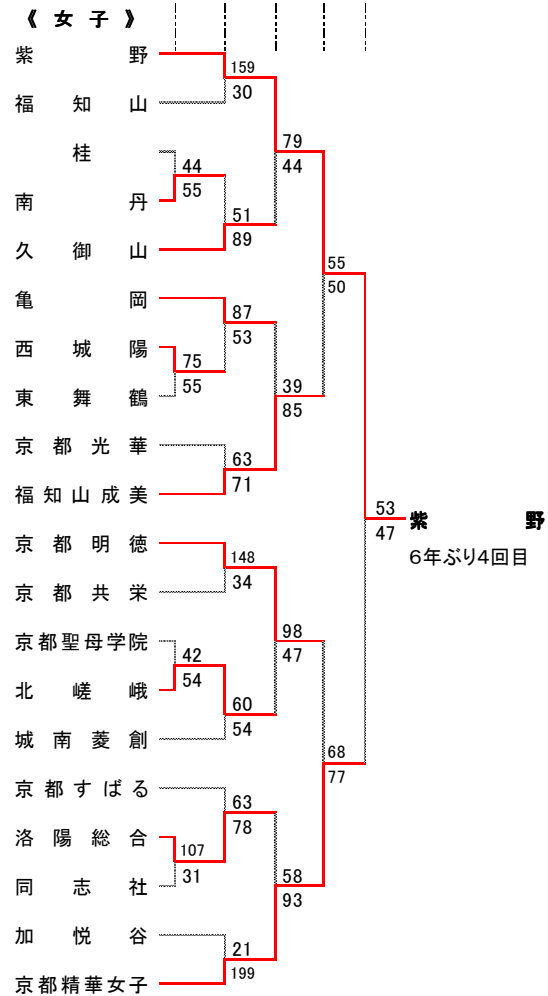 《 女 子 》
紫野
159
福知山
30
桂
79
44
44
南丹
55
51
久御山
89
55
亀岡
50
87
53
西城陽
75
東舞鶴
55
39
85
京都光華
63
福知山成美
71
53
紫野
47
京都明徳
6年ぶり4回目
148
京都共栄
34
京都聖母学院
98
42
47
北嵯峨
54
60
城南菱創
54
68
77
京都すばる
63
78
洛陽総合
107
同志社
31
58
93
加悦谷
21
京都精華女子
199